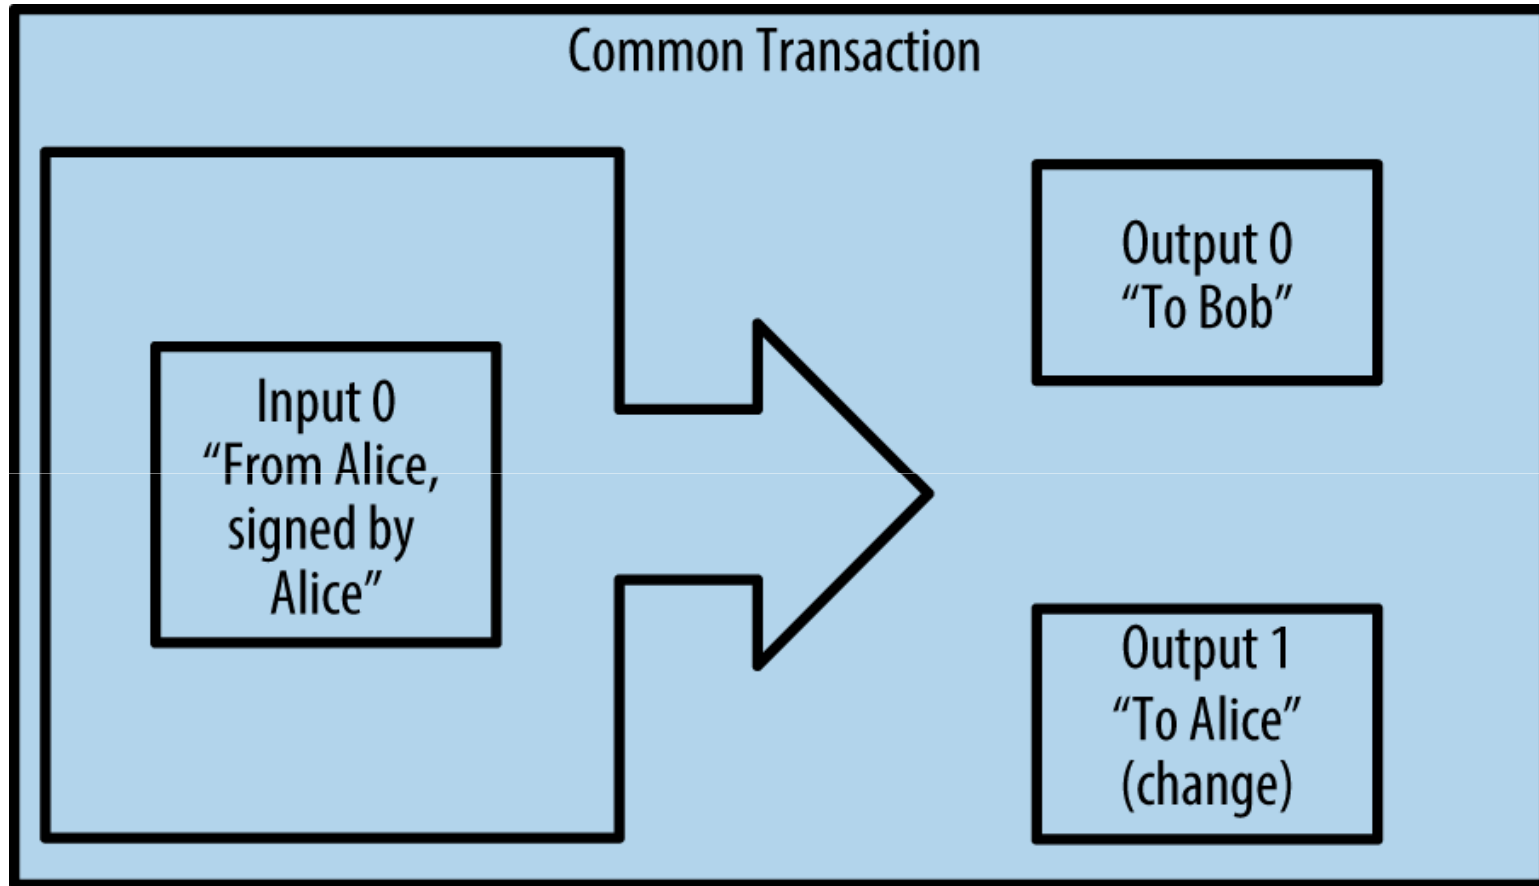 Common Transaction
Input 0
“From Alice,
signed by
Alice”
Output 0
“To Bob”
Output 1
“To Alice”
(change)